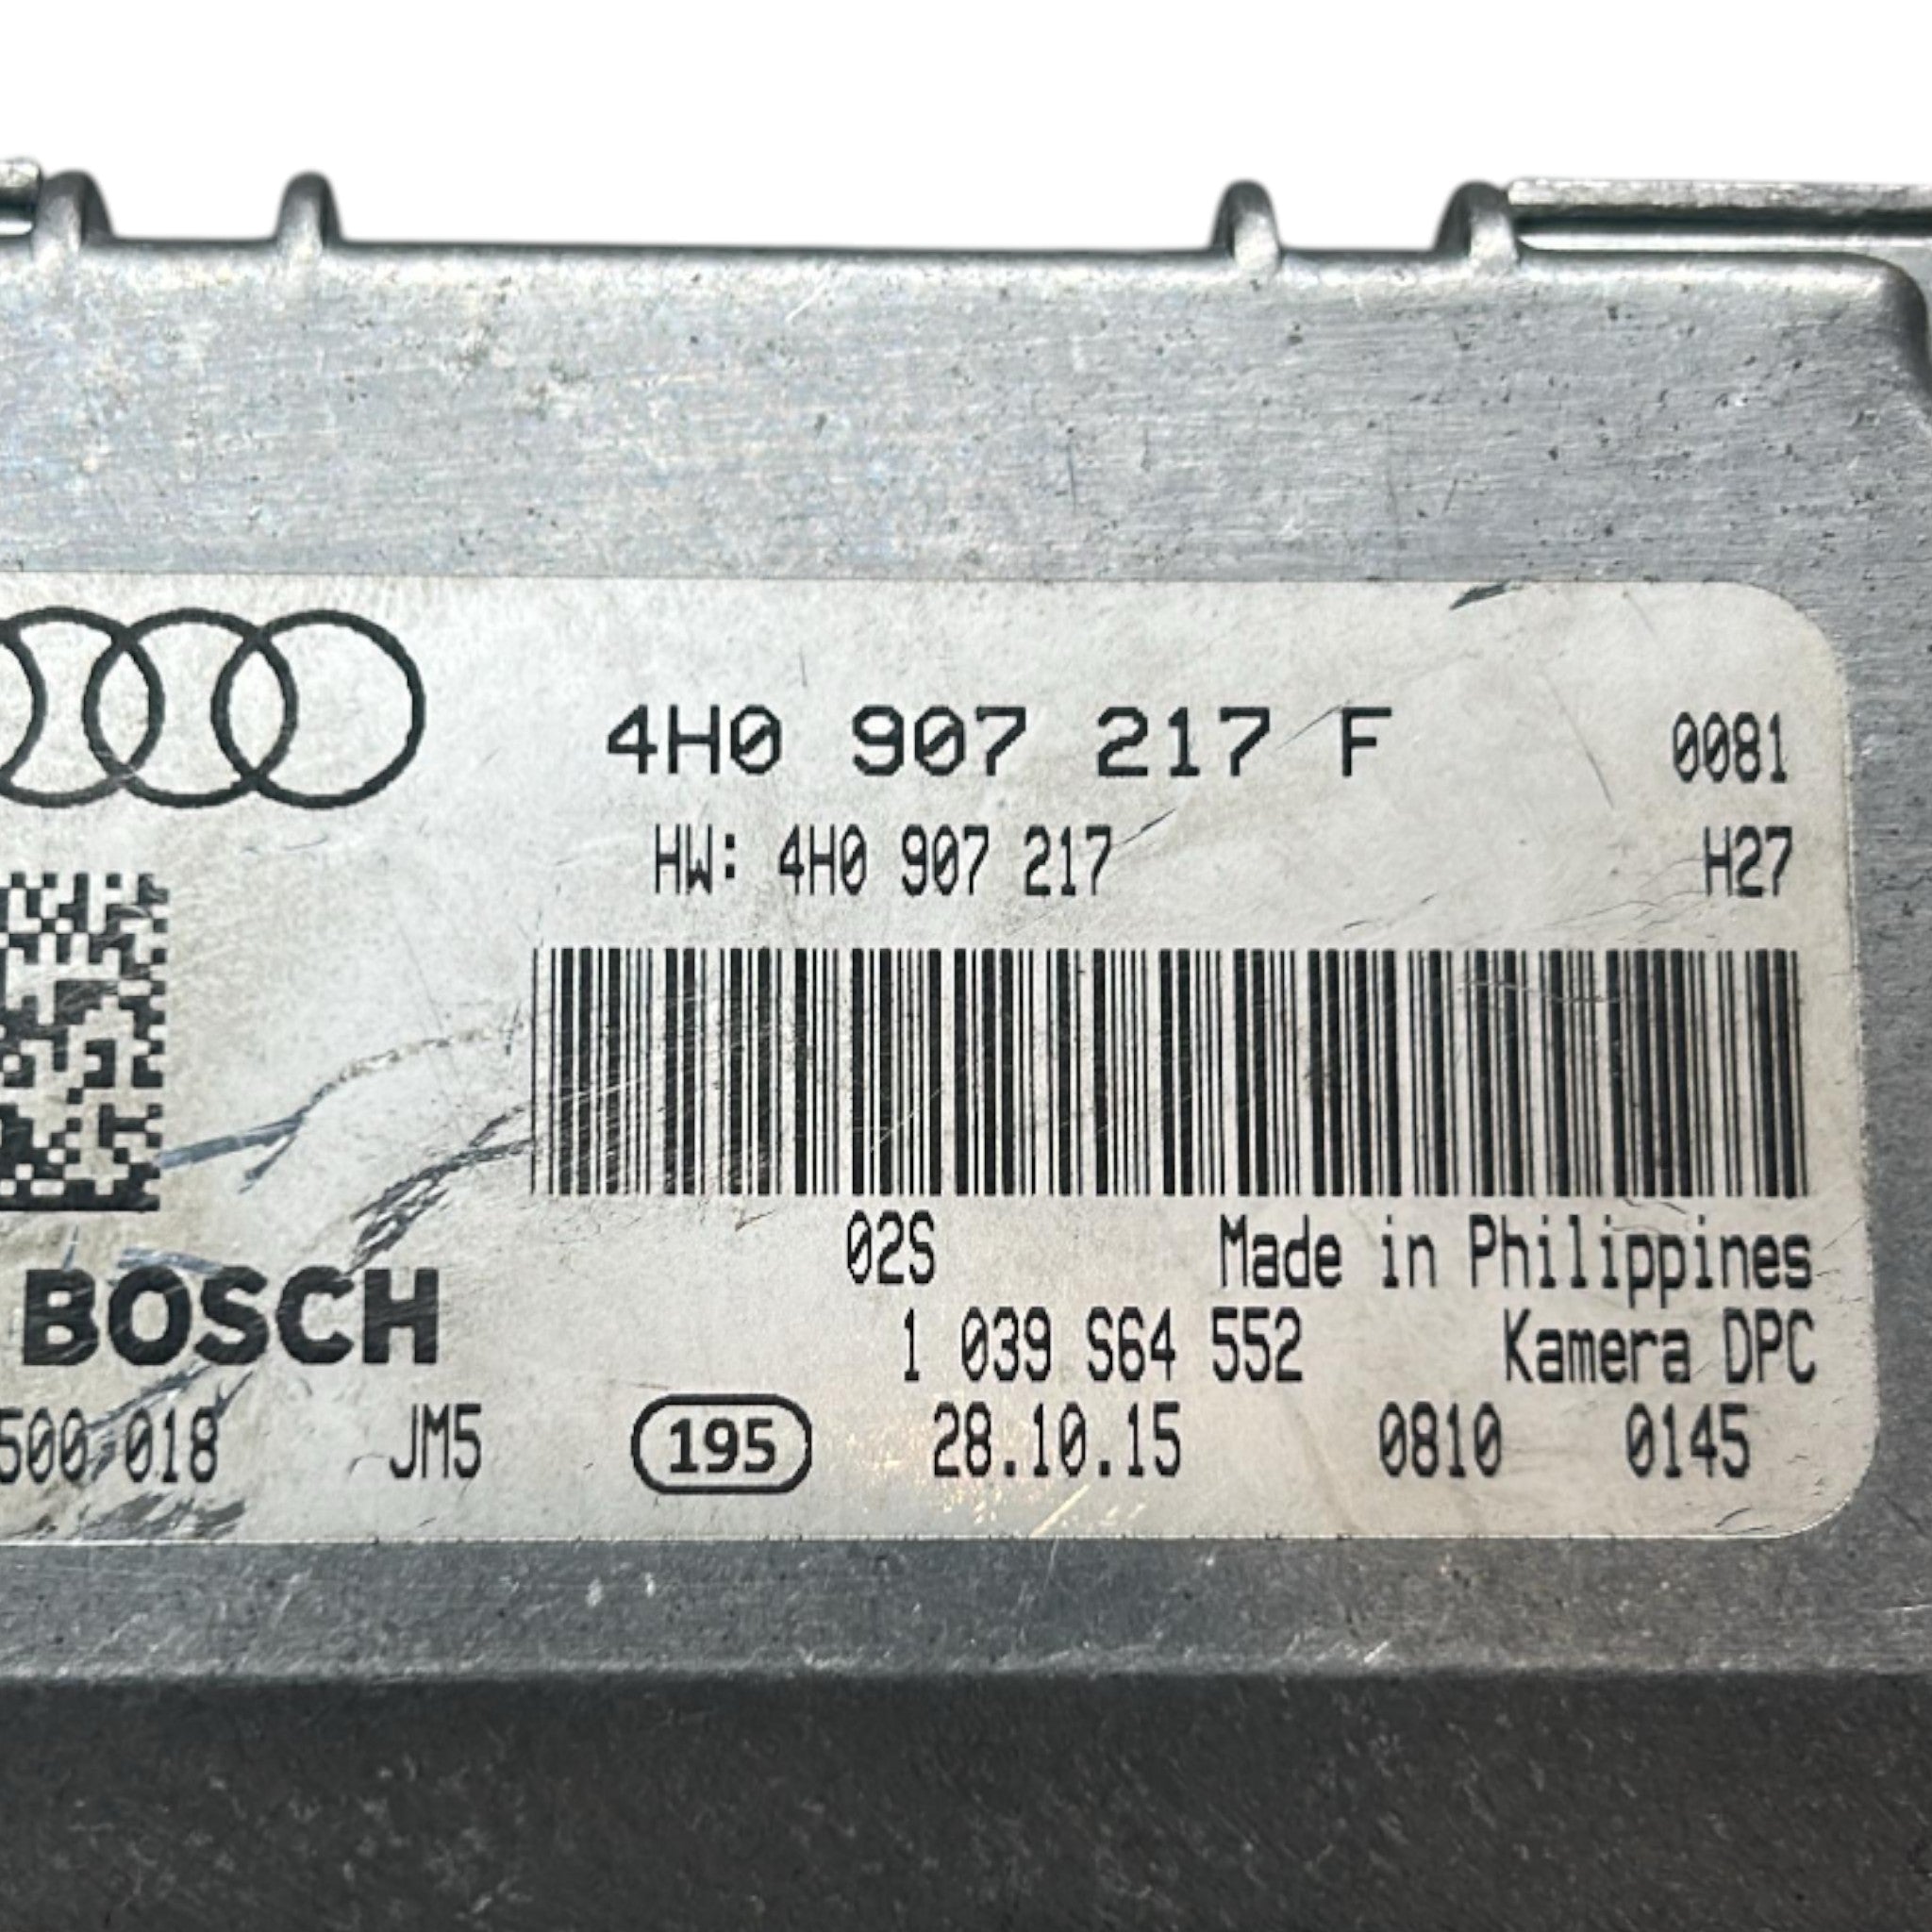 4H0 907 217 F 0081
HW: 4H0 907 217 H27
02S Made in Philippines
BOSCH 1 039 S64 552 Kamera DPC
500 018 JM5 195 28.10.15 0810 0145